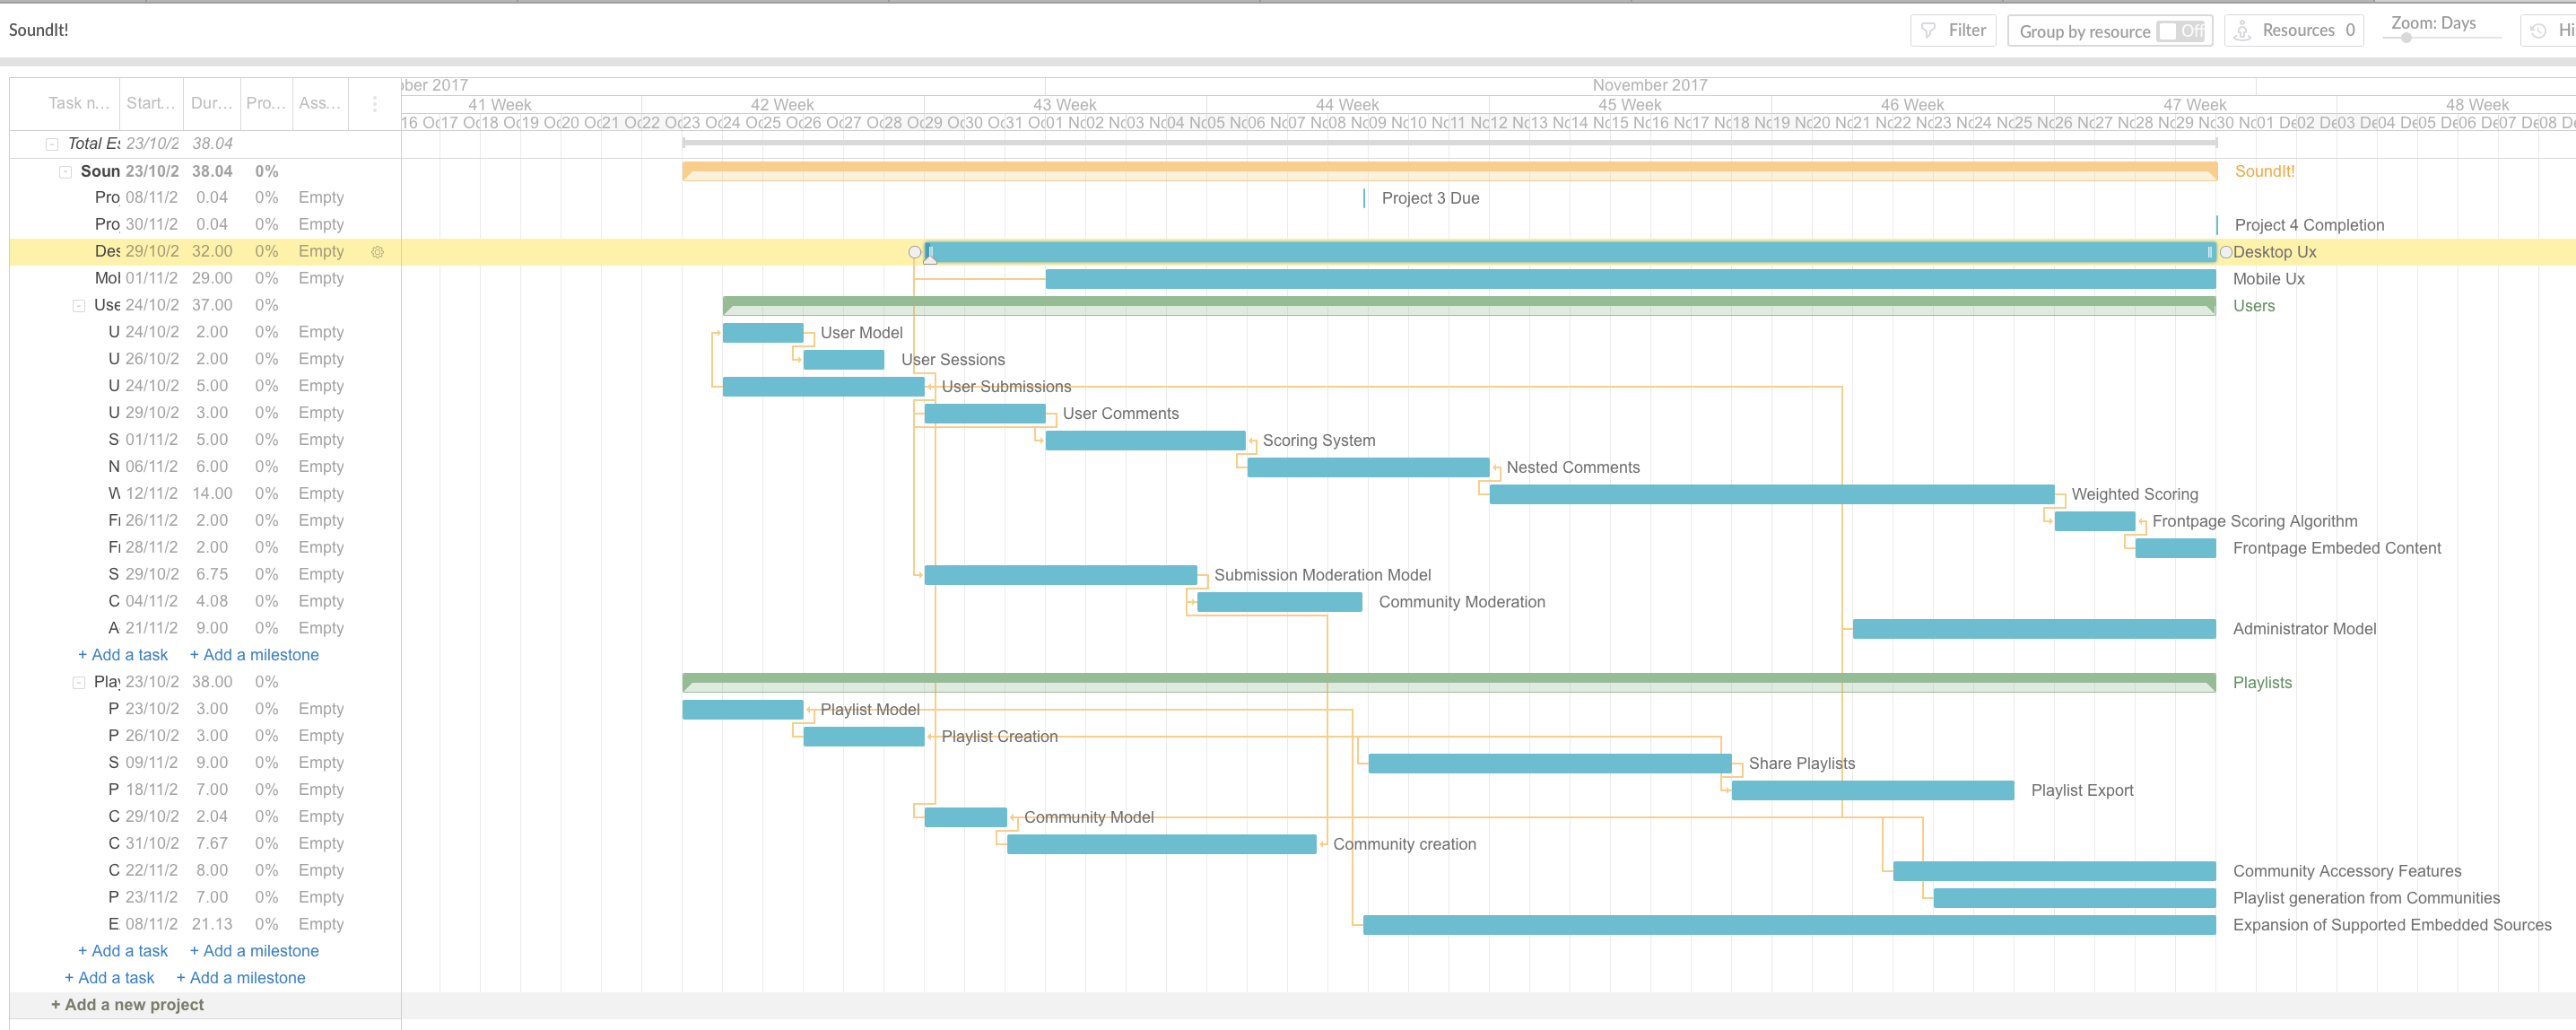 SoundIt!
Filter
Group by resource Off
Resources 0
Zoom: Days
Hi
Task n... Start... Dur... Pro... Ass...
ber 2017 November 2017
41 Week 42 Week 43 Week 44 Week 45 Week 46 Week 47 Week 48 Week
16 Oc 17 Oc 18 Oc 19 Oc 20 Oc 21 Oc 22 Oc 23 Oc 24 Oc 25 Oc 26 Oc 27 Oc 28 Oc 29 Oc 30 Oc 31 Oc 01 Nc 02 Nc 03 Nc 04 Nc 05 Nc 06 Nc 07 Nc 08 Nc 09 Nc 10 Nc 11 Nc 12 Nc 13 Nc 14 Nc 15 Nc 16 Nc 17 Nc 18 Nc 19 Nc 20 Nc 21 Nc 22 Nc 23 Nc 24 Nc 25 Nc 26 Nc 27 Nc 28 Nc 29 Nc 30 Nc 01 De 02 De 03 De 04 De 05 De 06 De 07 De 08 D
Total Es 23/10/2 38.04
Soun 23/10/2 38.04 0% SoundIt!
Pro 08/11/2 0.04 0% Empty Project 3 Due
Pro 30/11/2 0.04 0% Empty Project 4 Completion
Des 29/10/2 32.00 0% Empty Desktop Ux
Mol 01/11/2 29.00 0% Empty Mobile Ux
Use 24/10/2 37.00 0% Users
U 24/10/2 2.00 0% Empty User Model
U 26/10/2 2.00 0% Empty User Sessions
U 24/10/2 5.00 0% Empty User Submissions
U 29/10/2 3.00 0% Empty User Comments
S 01/11/2 5.00 0% Empty Scoring System
N 06/11/2 6.00 0% Empty Nested Comments
W 12/11/2 14.00 0% Empty Weighted Scoring
Fi 26/11/2 2.00 0% Empty Frontpage Scoring Algorithm
Fi 28/11/2 2.00 0% Empty Frontpage Embeded Content
S 29/10/2 6.75 0% Empty Submission Moderation Model
C 04/11/2 4.08 0% Empty Community Moderation
A 21/11/2 9.00 0% Empty Administrator Model
+ Add a task + Add a milestone
Play 23/10/2 38.00 0% Playlists
P 23/10/2 3.00 0% Empty Playlist Model
P 26/10/2 3.00 0% Empty Playlist Creation
S 09/11/2 9.00 0% Empty Share Playlists
P 18/11/2 7.00 0% Empty Playlist Export
C 29/10/2 2.04 0% Empty Community Model
C 31/10/2 7.67 0% Empty Community creation
C 22/11/2 8.00 0% Empty Community Accessory Features
P 23/11/2 7.00 0% Empty Playlist generation from Communities
E 08/11/2 21.13 0% Empty Expansion of Supported Embedded Sources
+ Add a task + Add a milestone
+ Add a task + Add a milestone
+ Add a new project